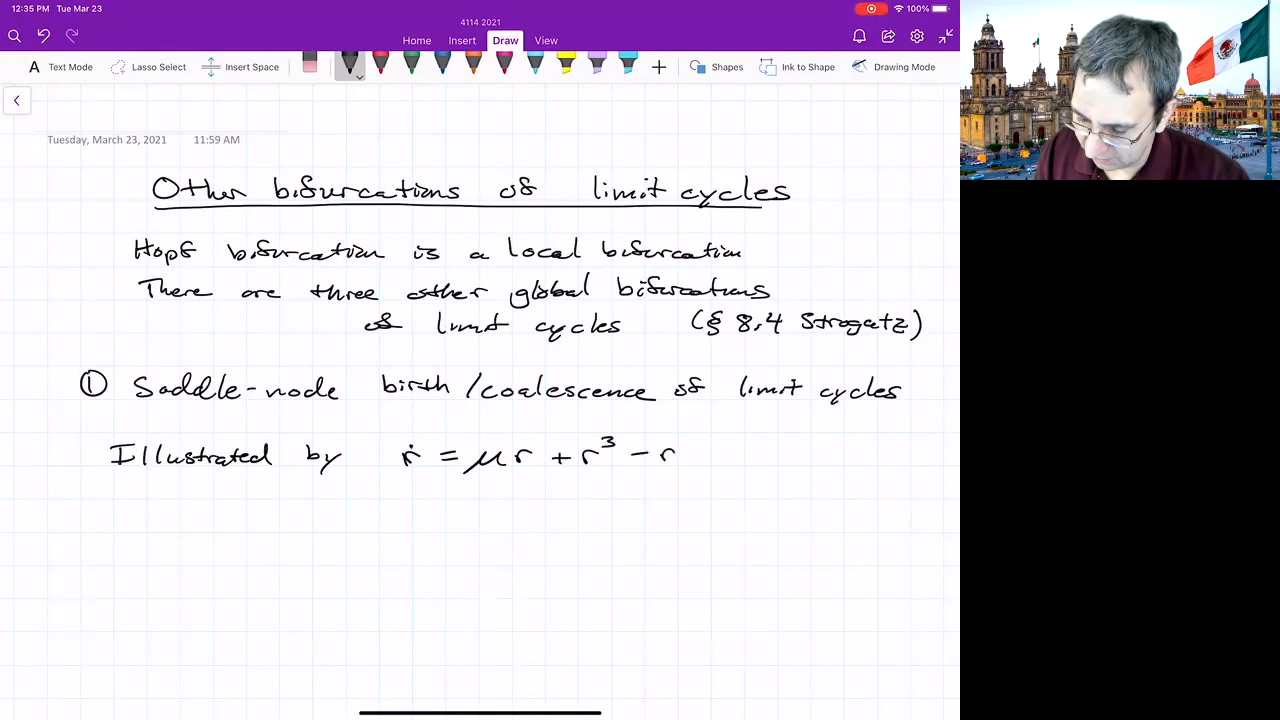 12:35 PM Tue Mar 23
100%
4114 2021
Home Insert Draw View
A Text Mode Lasso Select Insert Space + Shapes Ink to Shape Drawing Mode
Tuesday, March 23, 2021 11:59 AM
Other bifurcations of limit cycles
Hopf bifurcation is a local bifurcation
There are three other global bifurcations
of limit cycles (§ 8.4 Strogatz)
① Saddle-node birth/coalescence of limit cycles
Illustrated by ṙ = μr + r³ - r